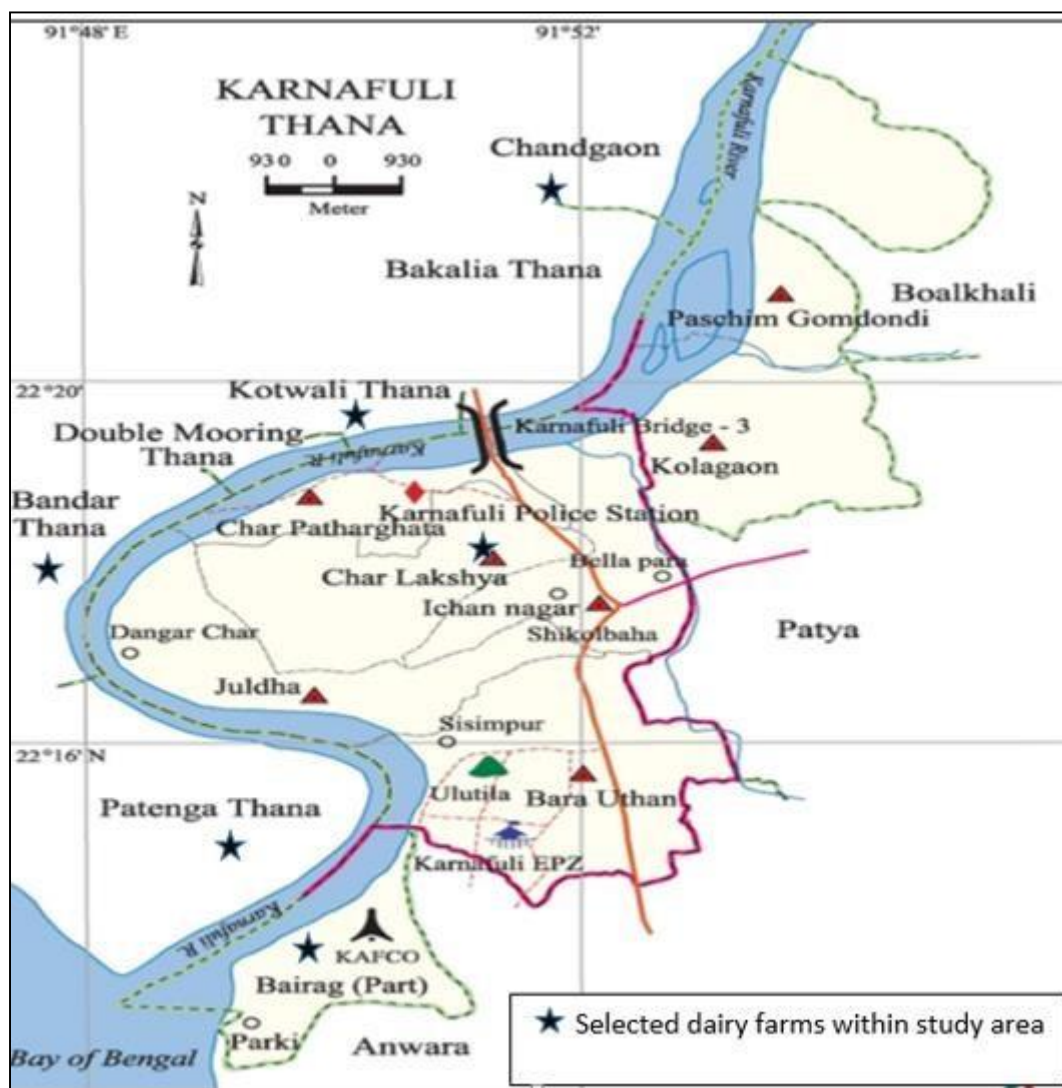 91°48' E
91°52'
KARNAFULI
THANA
930 0 930
Meter
N
S
Chandgaon
Karnafuli River
Bakalia Thana
Boalkhali
Paschim Gomdondi
22°20'
Kotwali Thana
Double Mooring
Thana
Karnafuli R.
Karnafuli Bridge - 3
Kolagaon
Bandar
Thana
Char Patharghata
Karnafuli Police Station
Char Lakshya
Bella para
Ichan nagar
Shikolbaha
Dangar Char
Patya
Juldha
Sisimpur
22°16' N
Ulutila
Bara Uthan
Patenga Thana
Karnafuli EPZ
Karnafuli R.
KAFCO
Bairag (Part)
Parki
Anwara
Bay of Bengal
Selected dairy farms within study area